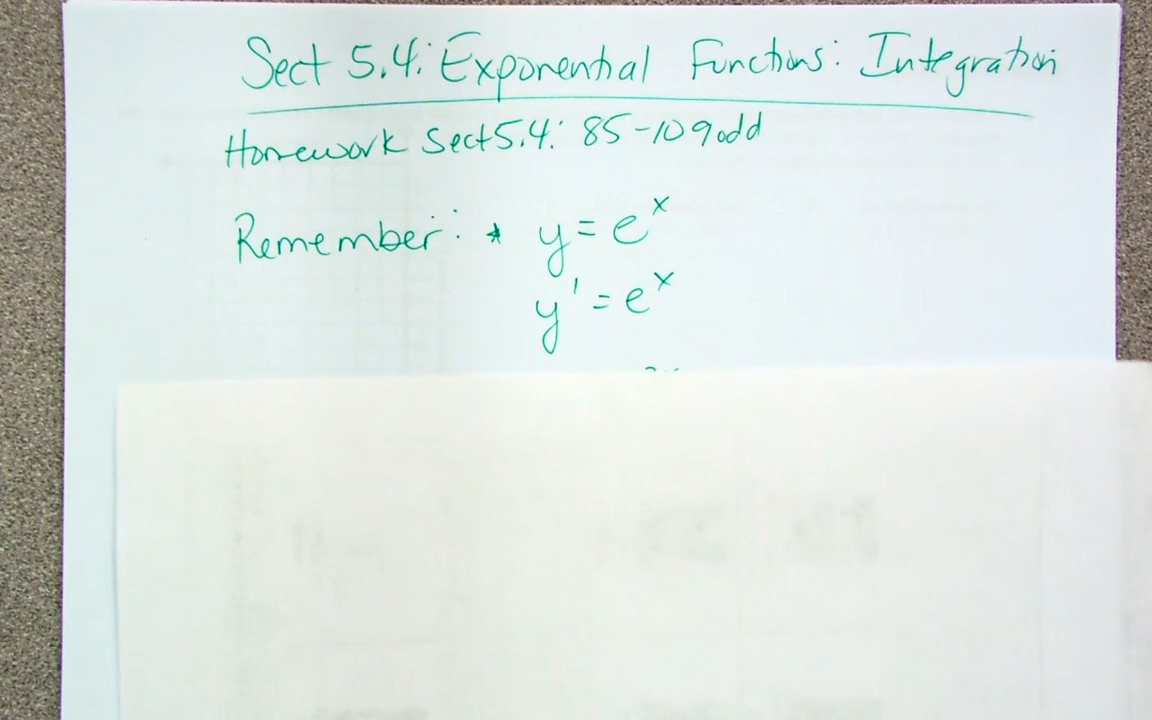 Sect 5.4: Exponential Functions: Integration
Homework Sect 5.4: 85-109 odd
Remember: * y = e^x
y' = e^x